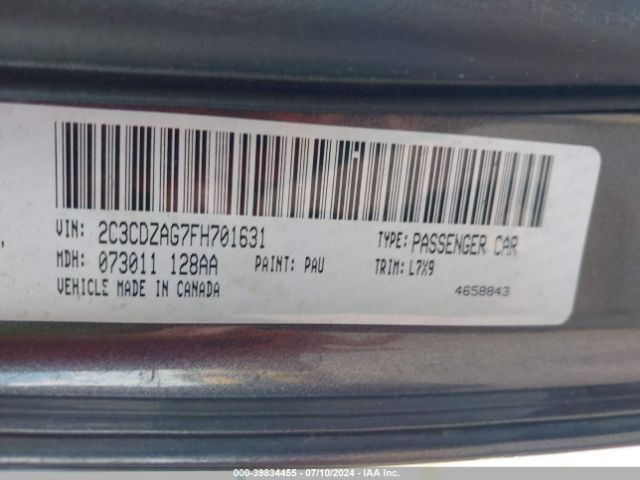 VIN: 2C3CDZAG7FH701631 TYPE: PASSENGER CAR
MDH: 073011 128AA PAINT: PAU TRIM: L7X9
VEHICLE MADE IN CANADA 4658843
000-39834455 - 07/10/2024 - IAA Inc.